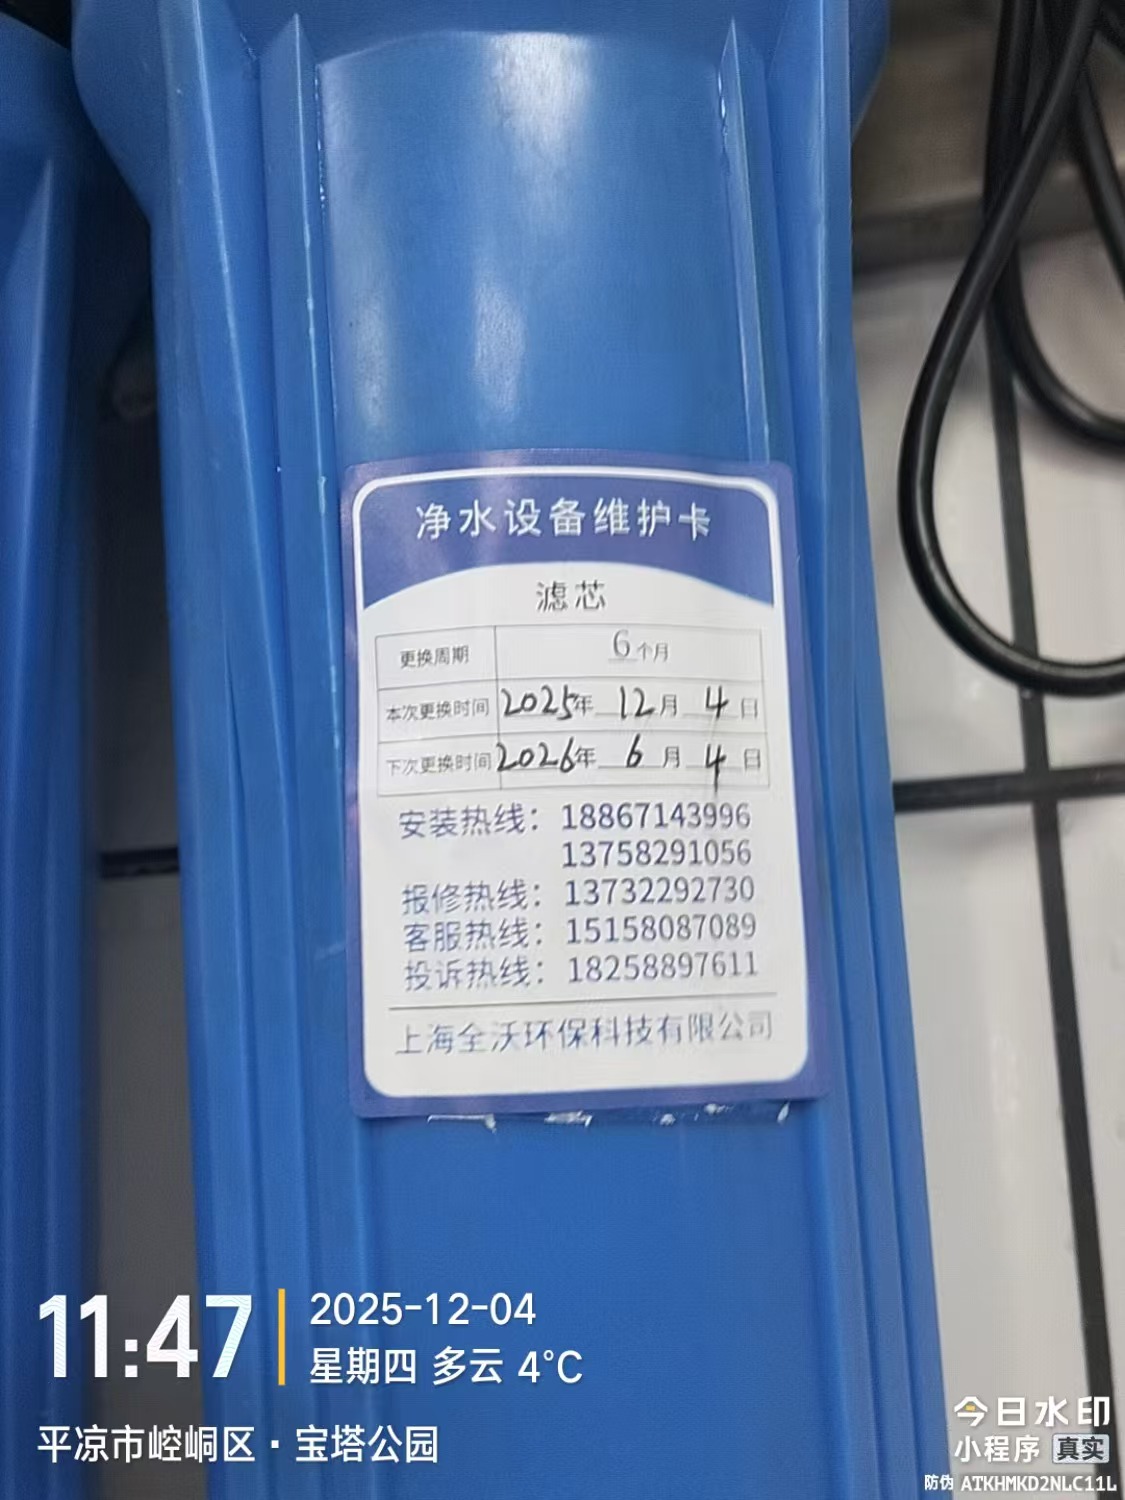 净水设备维护卡
滤芯
更换周期 6个月
本次更换时间 2025年 12月 4日
下次更换时间 2026年 6月 4日
安装热线：18867143996
13758291056
报修热线：13732292730
客服热线：15158087089
投诉热线：18258897611
上海全沃环保科技有限公司
11:47
2025-12-04
星期四 多云 4°C
平凉市崆峒区·宝塔公园
今日水印
小程序 真实
防伪 ATKHMKD2NLC11L